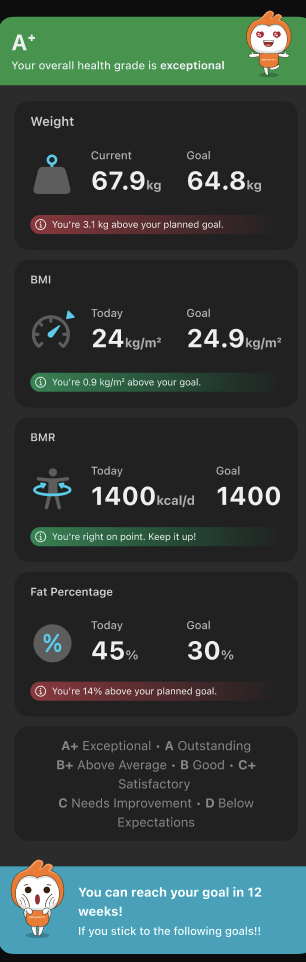 A+
Your overall health grade is exceptional
Weight
Current Goal
67.9kg 64.8kg
You're 3.1 kg above your planned goal.
BMI
Today Goal
24kg/m² 24.9kg/m²
You're 0.9 kg/m² above your goal.
BMR
Today Goal
1400kcal/d 1400
You're right on point. Keep it up!
Fat Percentage
%
Today Goal
45% 30%
You're 14% above your planned goal.
A+ Exceptional • A Outstanding
B+ Above Average • B Good • C+
Satisfactory
C Needs Improvement • D Below
Expectations
You can reach your goal in 12
weeks!
If you stick to the following goals!!